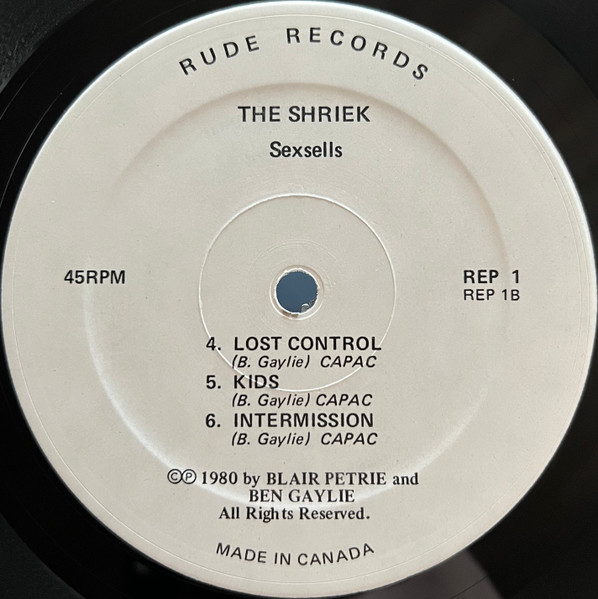 RUDE RECORDS
THE SHRIEK
Sexsells
45RPM
REP 1
REP 1B
4. LOST CONTROL
(B. Gaylie) CAPAC
5. KIDS
(B. Gaylie) CAPAC
6. INTERMISSION
(B. Gaylie) CAPAC
©℗ 1980 by BLAIR PETRIE and
BEN GAYLIE
All Rights Reserved.
MADE IN CANADA